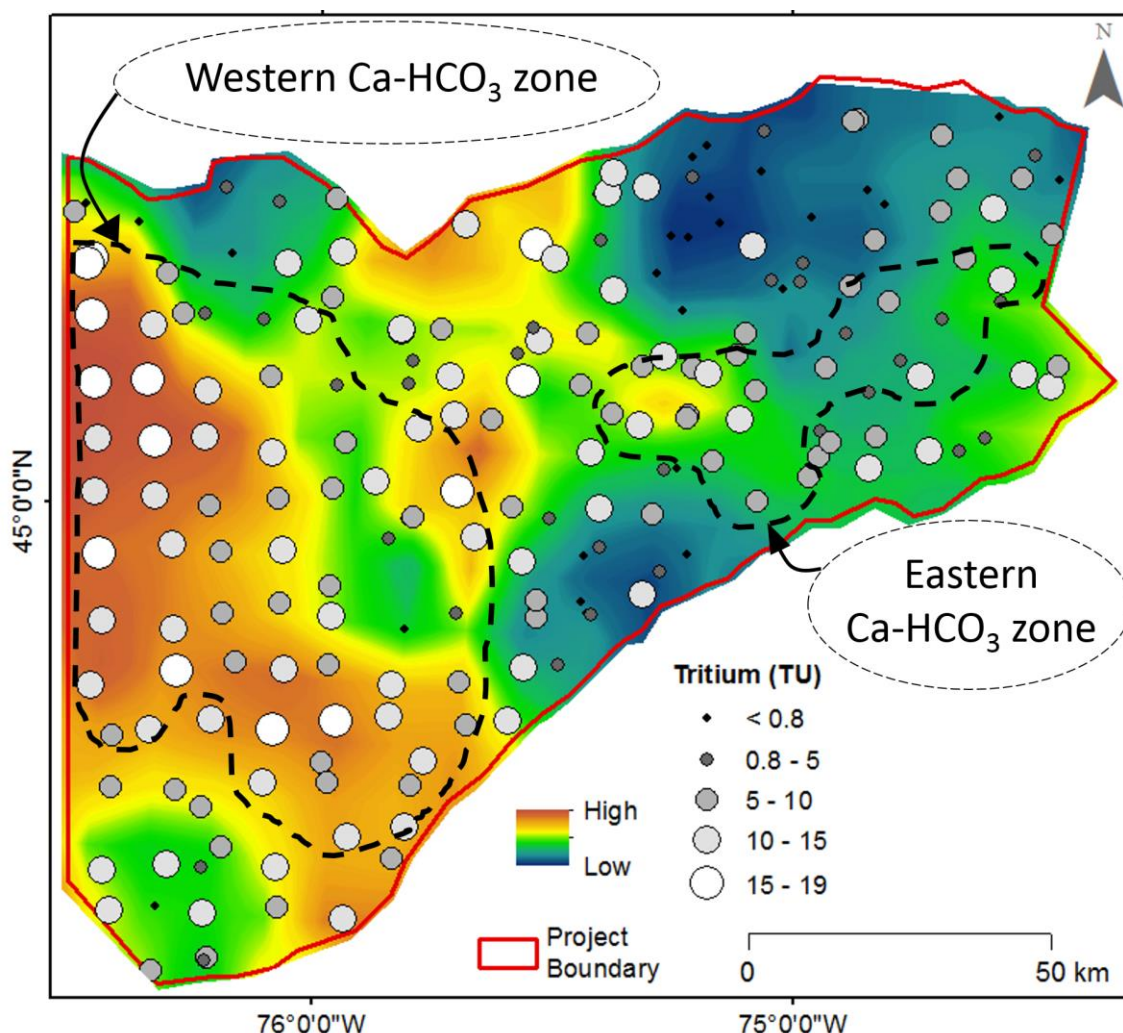 N
Western Ca-HCO₃ zone
45°0'0"N
Eastern
Ca-HCO₃ zone
Tritium (TU)
< 0.8
0.8 - 5
5 - 10
10 - 15
15 - 19
High
Low
Project
Boundary
0 50 km
76°0'0"W 75°0'0"W